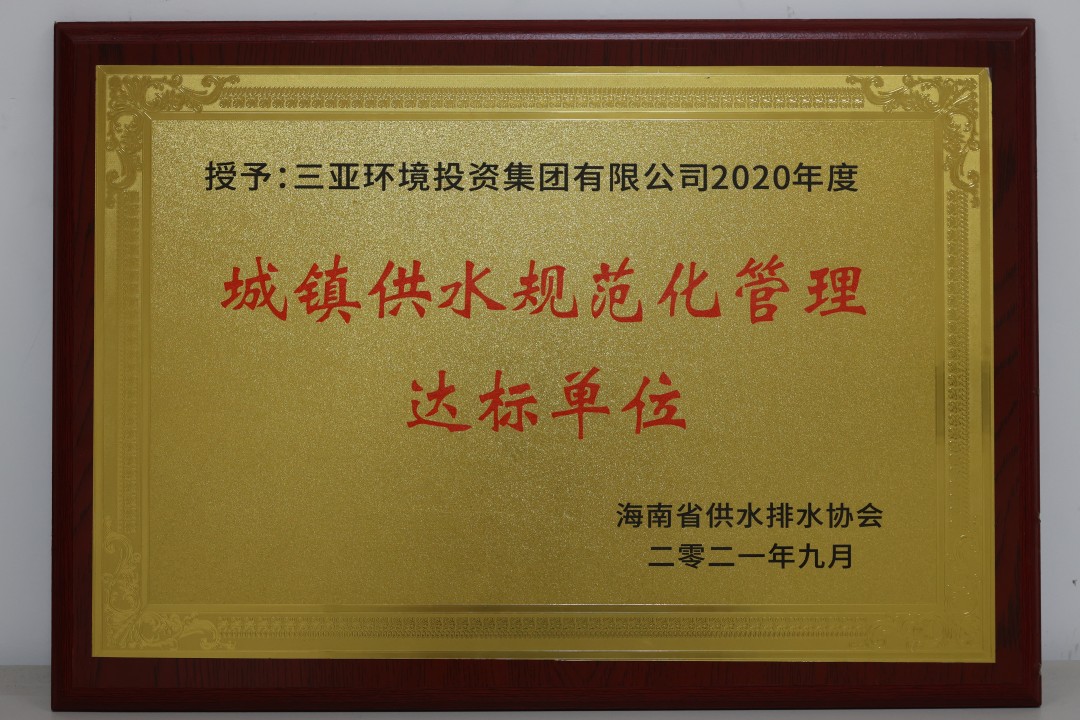 授予：三亚环境投资集团有限公司2020年度
城镇供水规范化管理
达标单位
海南省供水排水协会
二零二一年九月